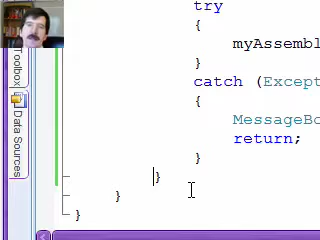 try
{
myAssembl
}
catch (Except
{
MessageBo
return;
}
}
}
}
Toolbox
Data Sources